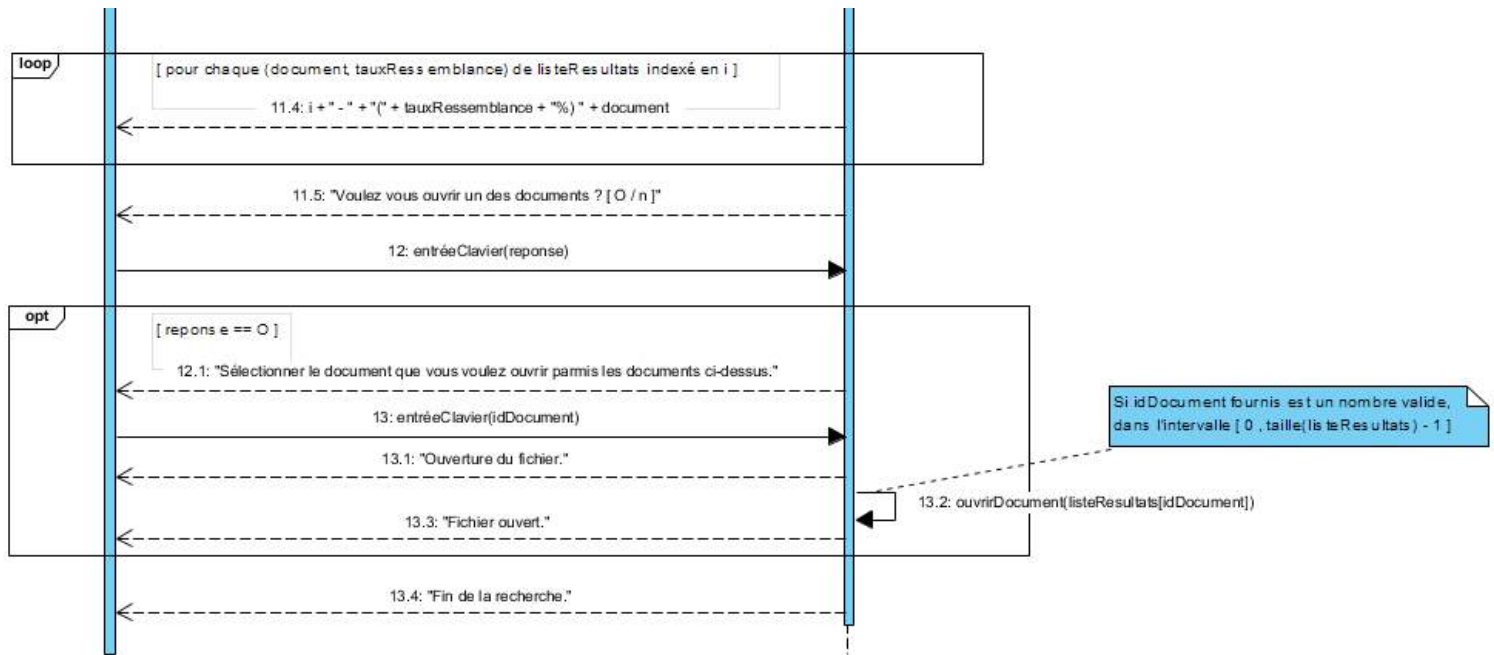 loop
[ pour chaque (document, tauxRessemblance) de listeResultats indexé en i ]
11.4: i + " - " + "(" + tauxRessemblance + "%) " + document
11.5: "Voulez vous ouvrir un des documents ? [ O / n ]"
12: entréeClavier(reponse)
opt
[ reponse == O ]
12.1: "Sélectionner le document que vous voulez ouvrir parmis les documents ci-dessus."
Si idDocument fournis est un nombre valide,
dans l'intervalle [ 0 , taille(listeResultats) - 1 ]
13: entréeClavier(idDocument)
13.1: "Ouverture du fichier."
13.2: ouvrirDocument(listeResultats[idDocument])
13.3: "Fichier ouvert."
13.4: "Fin de la recherche."